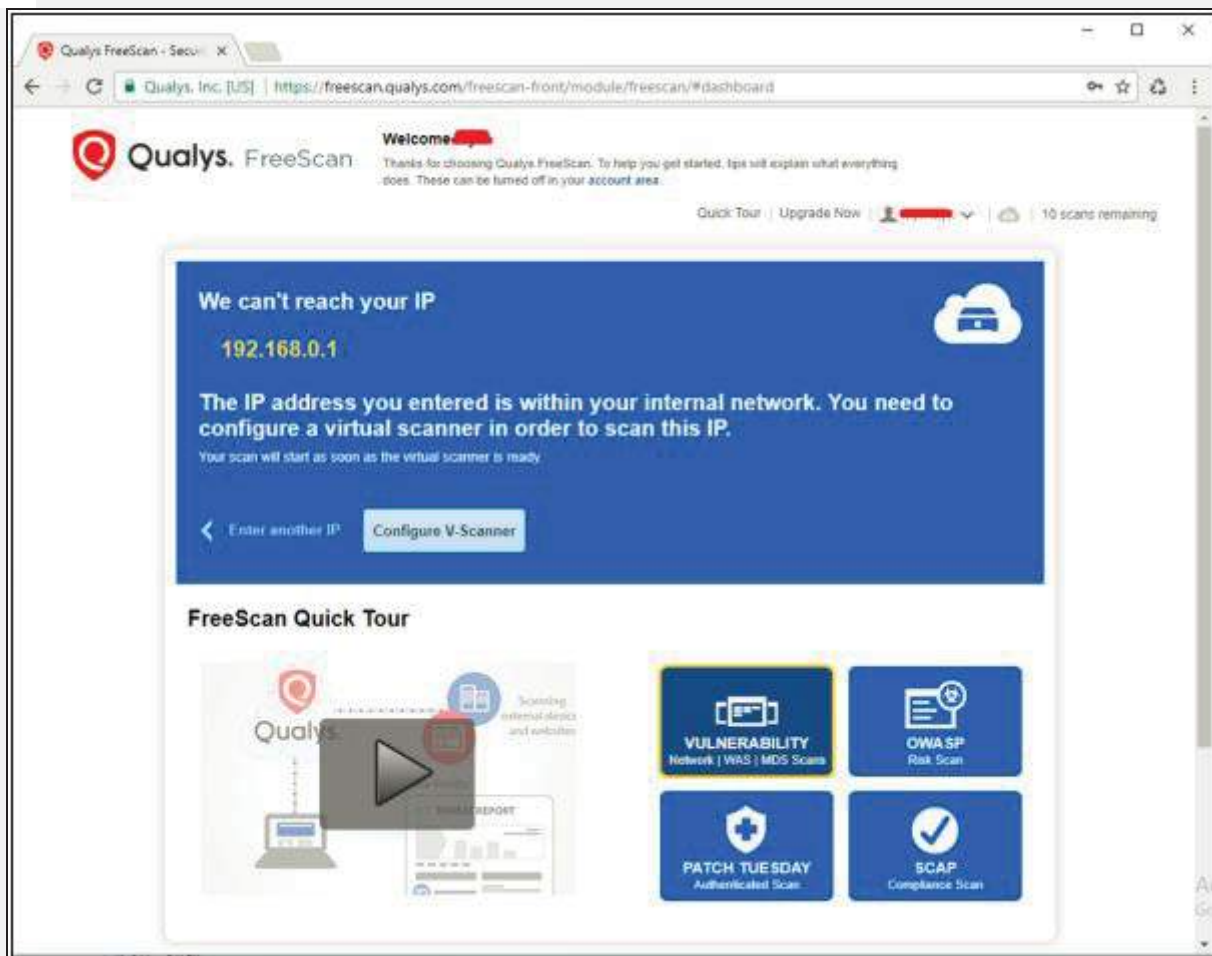 Qualys FreeScan - Secu
Qualys, Inc. [US] | https://freescan.qualys.com/freescan-front/module/freescan/#dashboard
Qualys. FreeScan
Welcome
Thanks for choosing Qualys FreeScan. To help you get started, tips will explain what everything
does. These can be turned off in your account area.
Quick Tour | Upgrade Now | 10 scans remaining
We can't reach your IP
192.168.0.1
The IP address you entered is within your internal network. You need to
configure a virtual scanner in order to scan this IP.
Your scan will start as soon as the virtual scanner is ready
Enter another IP
Configure V-Scanner
FreeScan Quick Tour
Qualys.
Scanning
external devices
and websites
REPORT
VULNERABILITY
Network | WAS | MDS Scans
OWASP
Risk Scan
PATCH TUESDAY
Authenticated Scan
SCAP
Compliance Scan